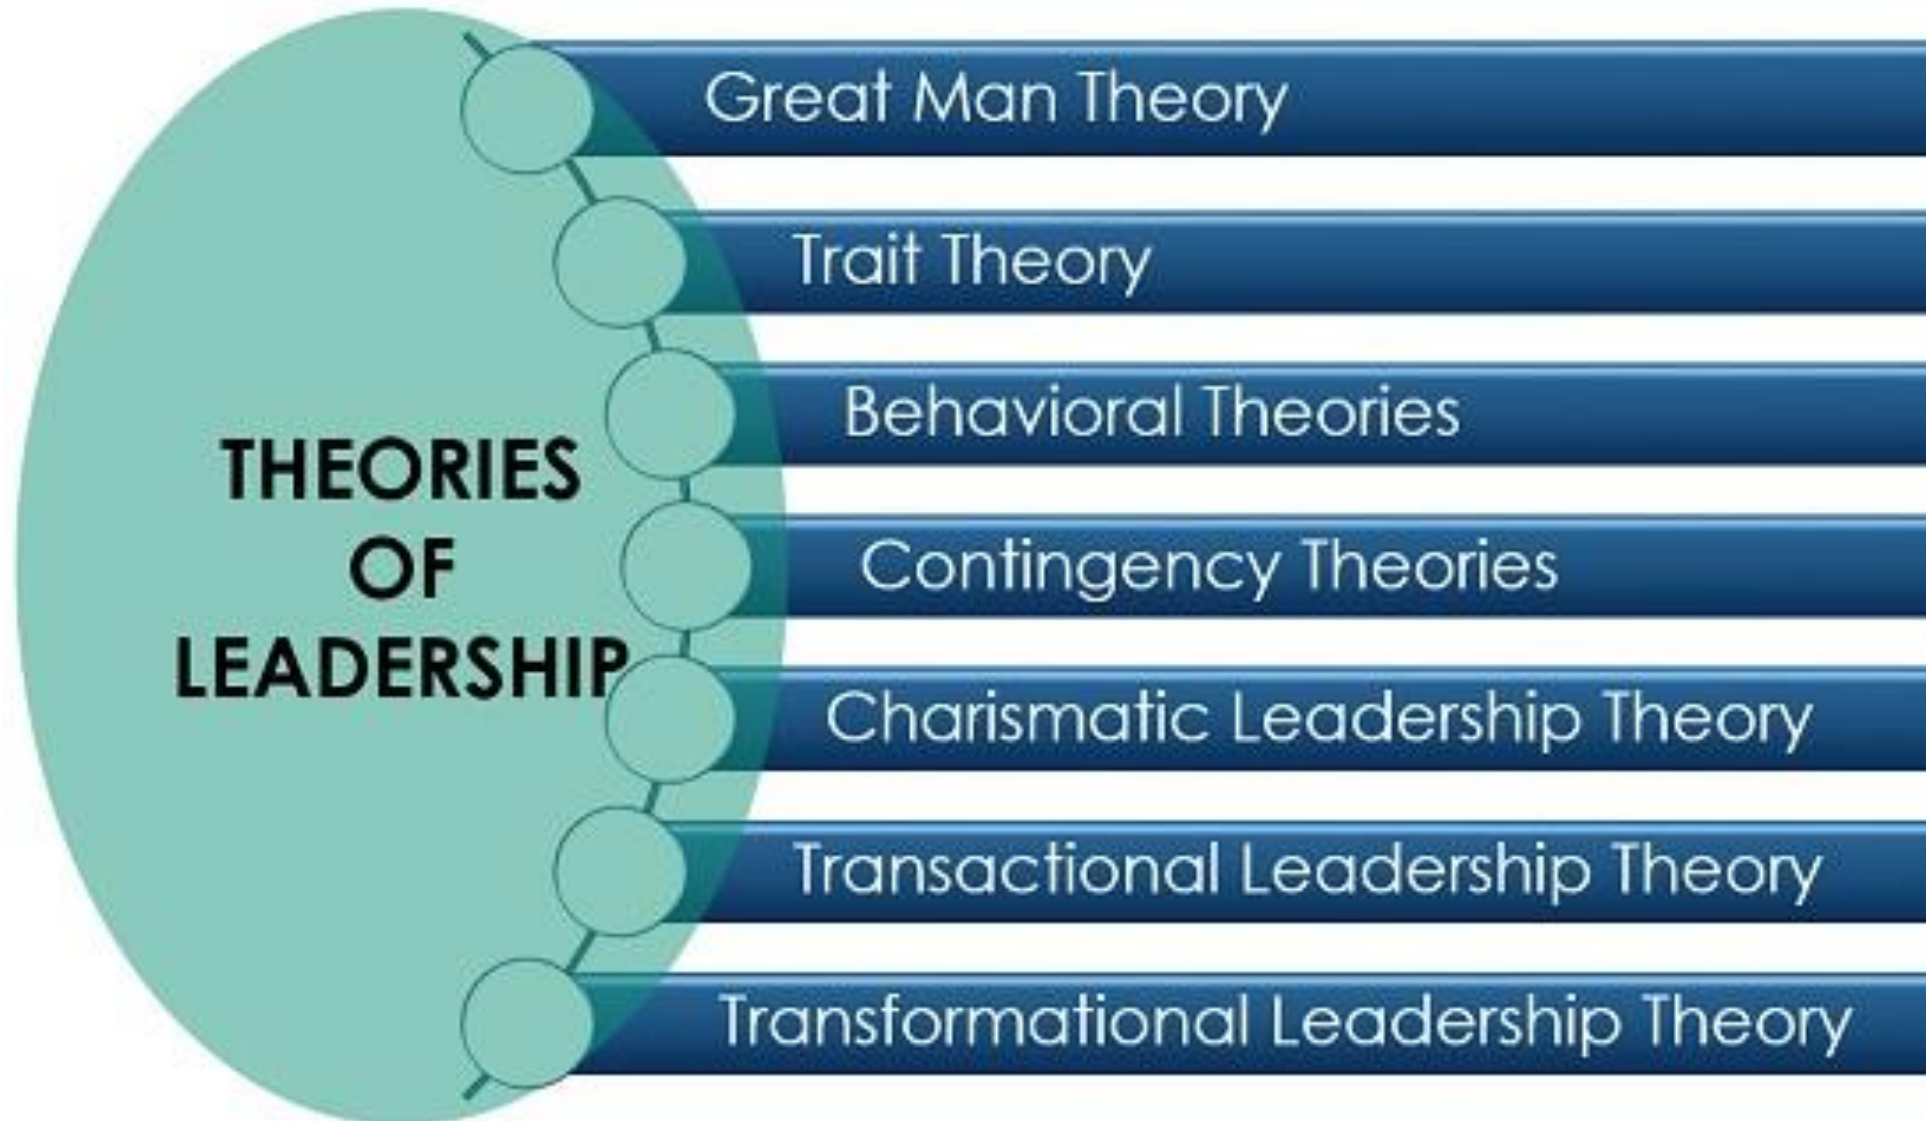 THEORIES
OF
LEADERSHIP
Great Man Theory
Trait Theory
Behavioral Theories
Contingency Theories
Charismatic Leadership Theory
Transactional Leadership Theory
Transformational Leadership Theory